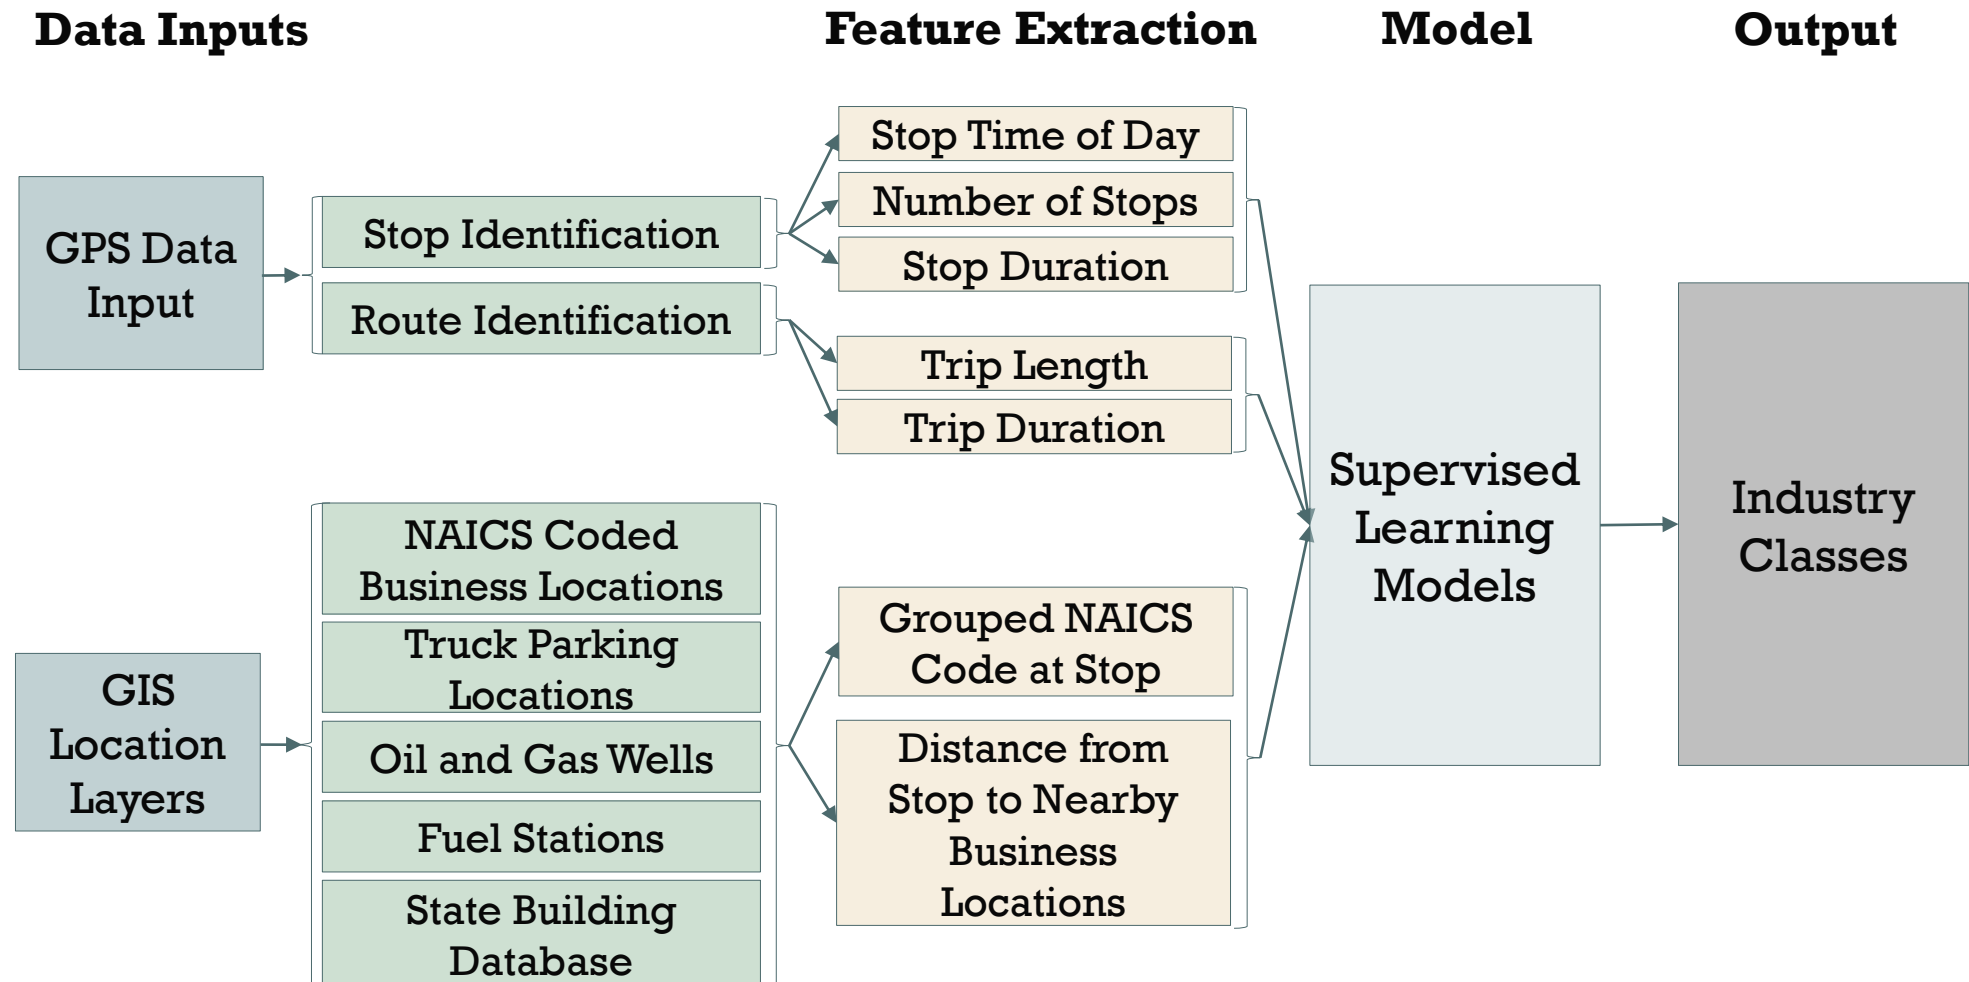 Data Inputs
Feature Extraction
Model
Output
GPS Data
Input
Stop Identification
Route Identification
Stop Time of Day
Number of Stops
Stop Duration
Trip Length
Trip Duration
GIS
Location
Layers
NAICS Coded
Business Locations
Truck Parking
Locations
Oil and Gas Wells
Fuel Stations
State Building
Database
Grouped NAICS
Code at Stop
Distance from
Stop to Nearby
Business
Locations
Supervised
Learning
Models
Industry
Classes